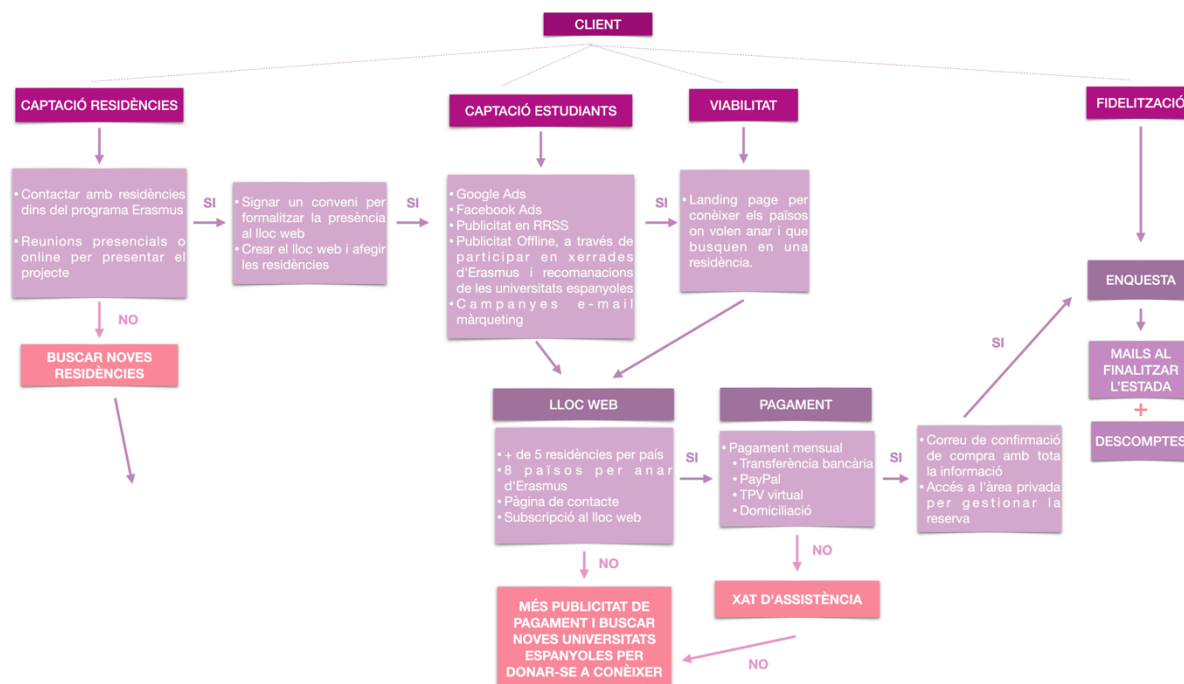 CLIENT
CAPTACIÓ RESIDÈNCIES
CAPTACIÓ ESTUDIANTS
VIABILITAT
FIDELITZACIÓ
• Contactar amb residències
dins del programa Erasmus
• Reunions presencials o
online per presentar el
projecte
SI
• Signar un conveni per
formalitzar la presència
al lloc web
• Crear el lloc web i afegir
les residències
SI
• Google Ads
• Facebook Ads
• Publicitat en RRSS
• Publicitat Offline, a través de
participar en xerrades
d'Erasmus i recomanacions
de les universitats espanyoles
• Campanyes e-mail
màrqueting
SI
• Landing page per
conèixer els països
on volen anar i que
busquen en una
residència.
NO
BUSCAR NOVES
RESIDÈNCIES
LLOC WEB
• + de 5 residències per país
• 8 països per anar
d'Erasmus
• Pàgina de contacte
• Subscripció al lloc web
SI
PAGAMENT
• Pagament mensual
• Transferència bancària
• PayPal
• TPV virtual
• Domiciliació
SI
• Correu de confirmació
de compra amb tota
la informació
• Accés a l'àrea privada
per gestionar la
reserva
SI
ENQUESTA
MAILS AL
FINALITZAR
L'ESTADA
+
DESCOMPTES
NO
MÉS PUBLICITAT DE
PAGAMENT I BUSCAR
NOVES UNIVERSITATS
ESPANYOLES PER
DONAR-SE A CONÈIXER
NO
XAT D'ASSISTÈNCIA
NO